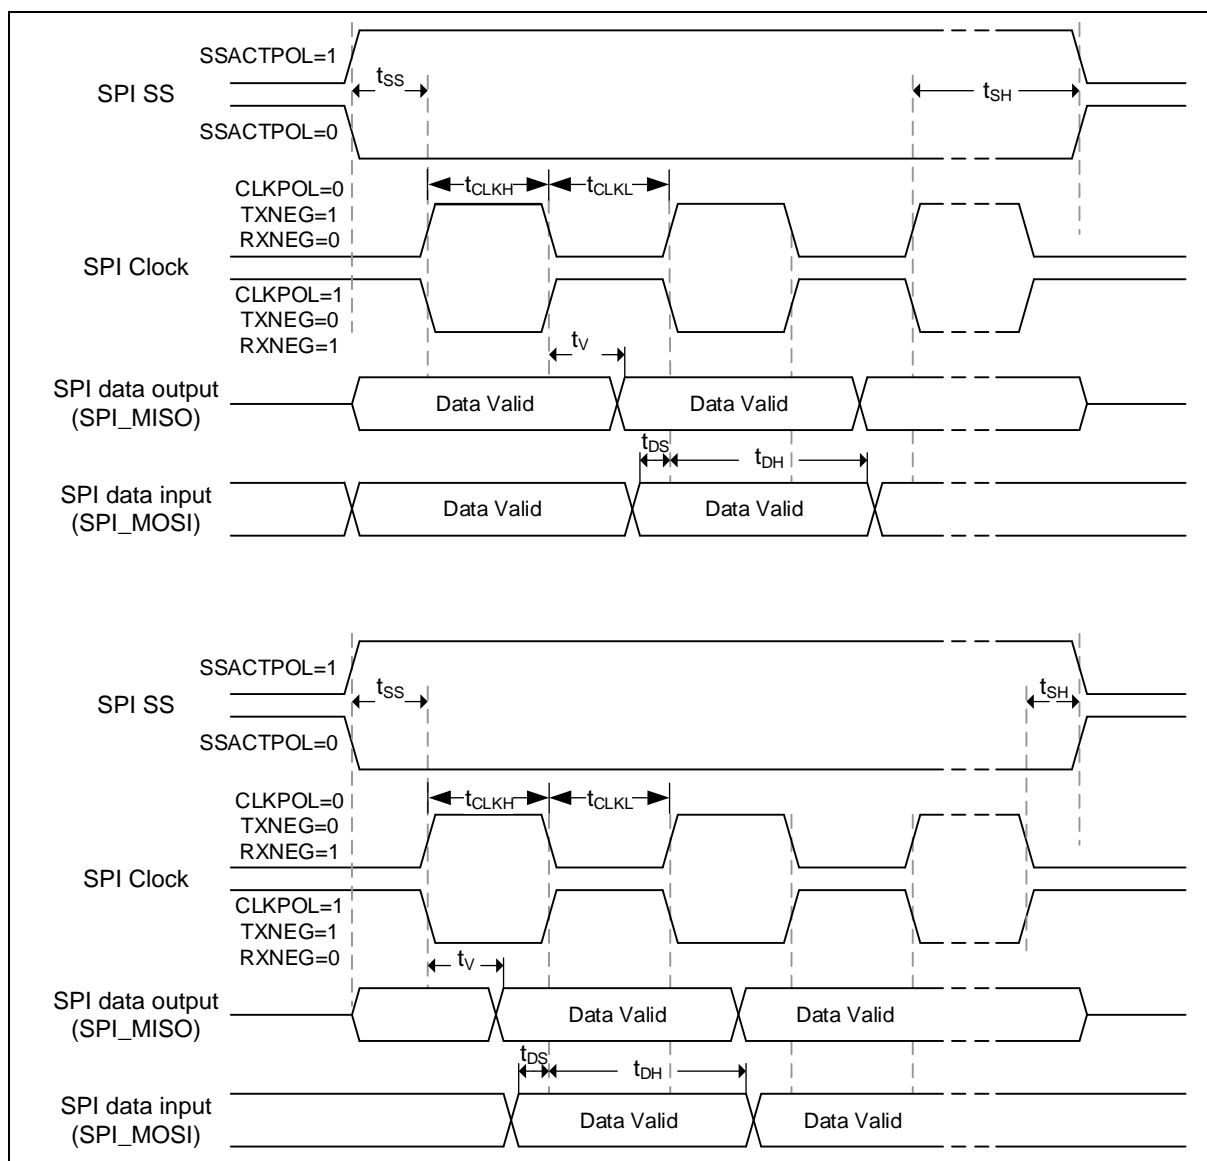 SSACTPOL=1
SPI SS
tSS
tSH
SSACTPOL=0
CLKPOL=0
TXNEG=1
RXNEG=0
tCLKH
tCLKL
SPI Clock
CLKPOL=1
TXNEG=0
RXNEG=1
tV
SPI data output
(SPI_MISO)
Data Valid
Data Valid
tDS
tDH
SPI data input
(SPI_MOSI)
Data Valid
Data Valid
SSACTPOL=1
SPI SS
tSS
tSH
SSACTPOL=0
CLKPOL=0
TXNEG=0
RXNEG=1
tCLKH
tCLKL
SPI Clock
CLKPOL=1
TXNEG=1
RXNEG=0
tV
SPI data output
(SPI_MISO)
Data Valid
Data Valid
tDS
tDH
SPI data input
(SPI_MOSI)
Data Valid
Data Valid